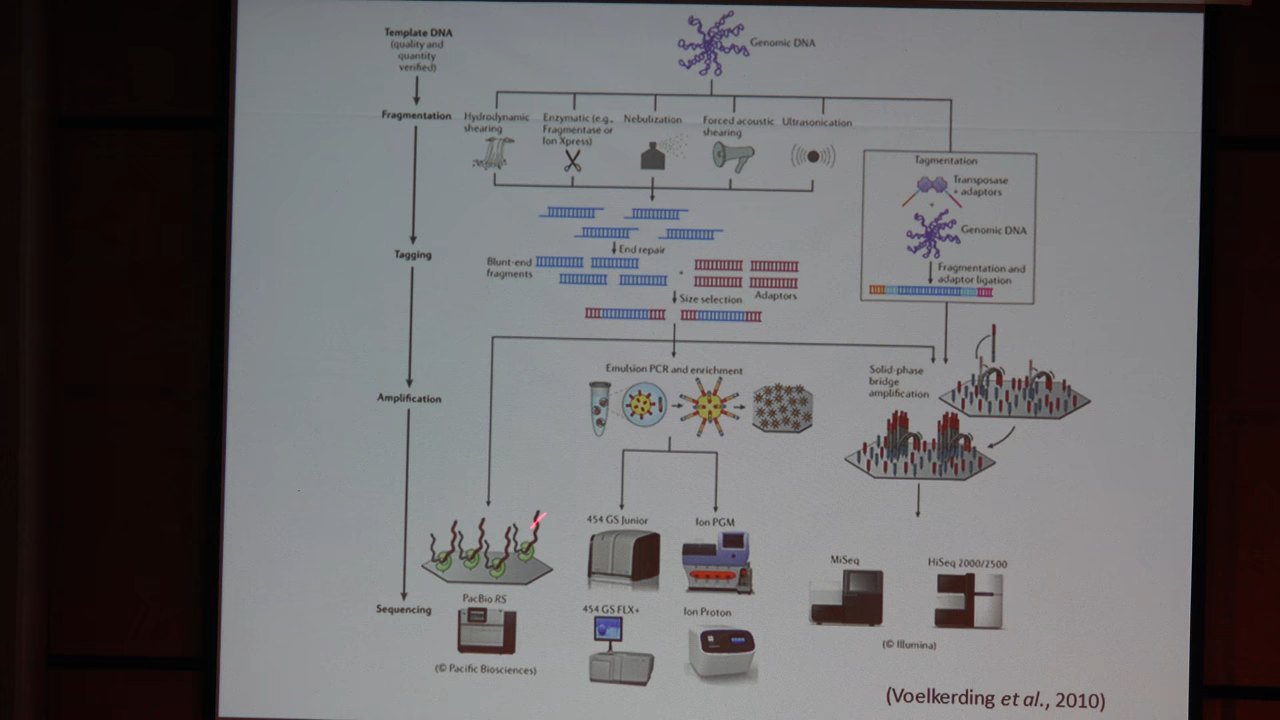 Template DNA
(quality and
quantity
verified)
Genomic DNA
Fragmentation
Hydrodynamic
shearing
Enzymatic (e.g.,
Fragmentase or
Ion Xpress)
Nebulization
Forced acoustic
shearing
Ultrasonication
Tagmentation
Transposase
+ adaptors
+
Genomic DNA
Fragmentation and
adaptor ligation
Tagging
End repair
Blunt-end
fragments
+
Adaptors
Size selection
Amplification
Emulsion PCR and enrichment
Solid-phase
bridge
amplification
Sequencing
PacBio RS
(© Pacific Biosciences)
454 GS Junior
Ion PGM
454 GS FLX+
Ion Proton
MiSeq
HiSeq 2000/2500
(© Illumina)
(Voelkerding et al., 2010)